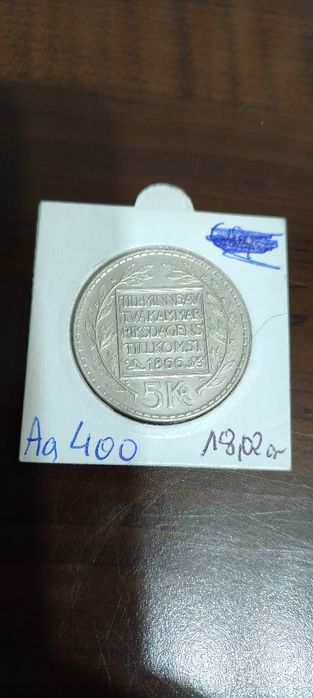 TILL·MINNE·AV
TVÅKAMMAR
RIKSDAGENS
TILLKOMST
1866
5 KR
Ag 400
18,02 gr